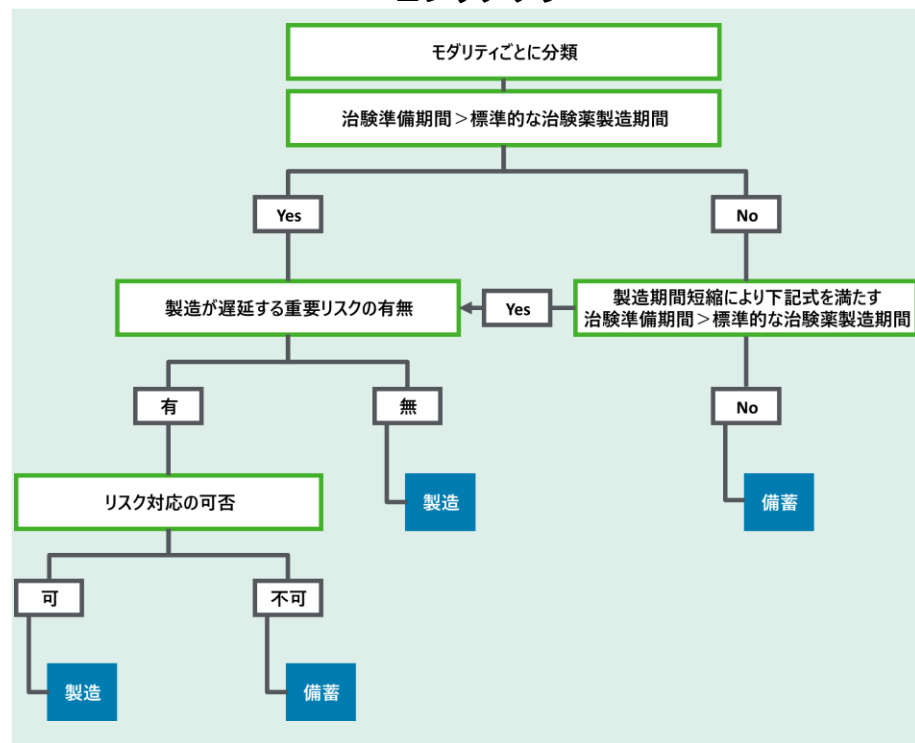 モダリティごとに分類
治験準備期間＞標準的な治験薬製造期間
Yes
No
製造が遅延する重要リスクの有無
Yes
製造期間短縮により下記式を満たす
治験準備期間＞標準的な治験薬製造期間
有
無
No
リスク対応の可否
製造
備蓄
可
不可
製造
備蓄